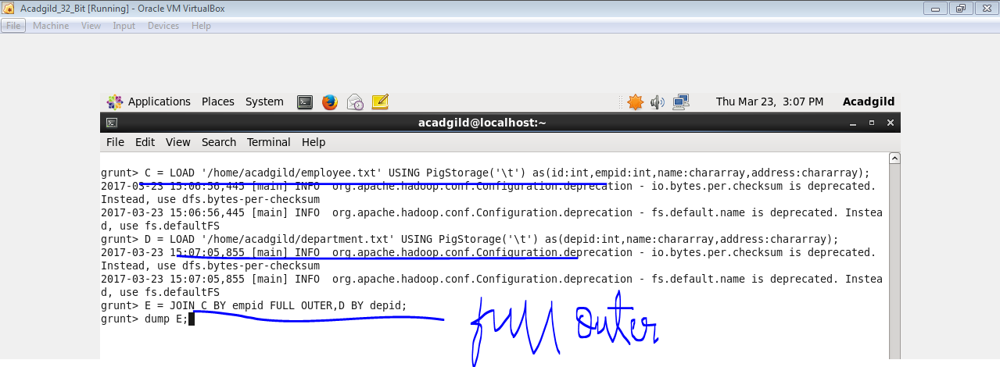 Acadgild_32_Bit [Running] - Oracle VM VirtualBox
File Machine View Input Devices Help
Applications Places System Thu Mar 23, 3:07 PM Acadgild
acadgild@localhost:~
File Edit View Search Terminal Help
grunt> C = LOAD '/home/acadgild/employee.txt' USING PigStorage('\t') as(id:int,empid:int,name:chararray,address:chararray);
2017-03-23 15:06:56,445 [main] INFO  org.apache.hadoop.conf.Configuration.deprecation - io.bytes.per.checksum is deprecated.
Instead, use dfs.bytes-per-checksum
2017-03-23 15:06:56,445 [main] INFO  org.apache.hadoop.conf.Configuration.deprecation - fs.default.name is deprecated. Instea
d, use fs.defaultFS
grunt> D = LOAD '/home/acadgild/department.txt' USING PigStorage('\t') as(depid:int,name:chararray,address:chararray);
2017-03-23 15:07:05,855 [main] INFO  org.apache.hadoop.conf.Configuration.deprecation - io.bytes.per.checksum is deprecated.
Instead, use dfs.bytes-per-checksum
2017-03-23 15:07:05,855 [main] INFO  org.apache.hadoop.conf.Configuration.deprecation - fs.default.name is deprecated. Instea
d, use fs.defaultFS
grunt> E = JOIN C BY empid FULL OUTER,D BY depid;
grunt> dump E;
full outer